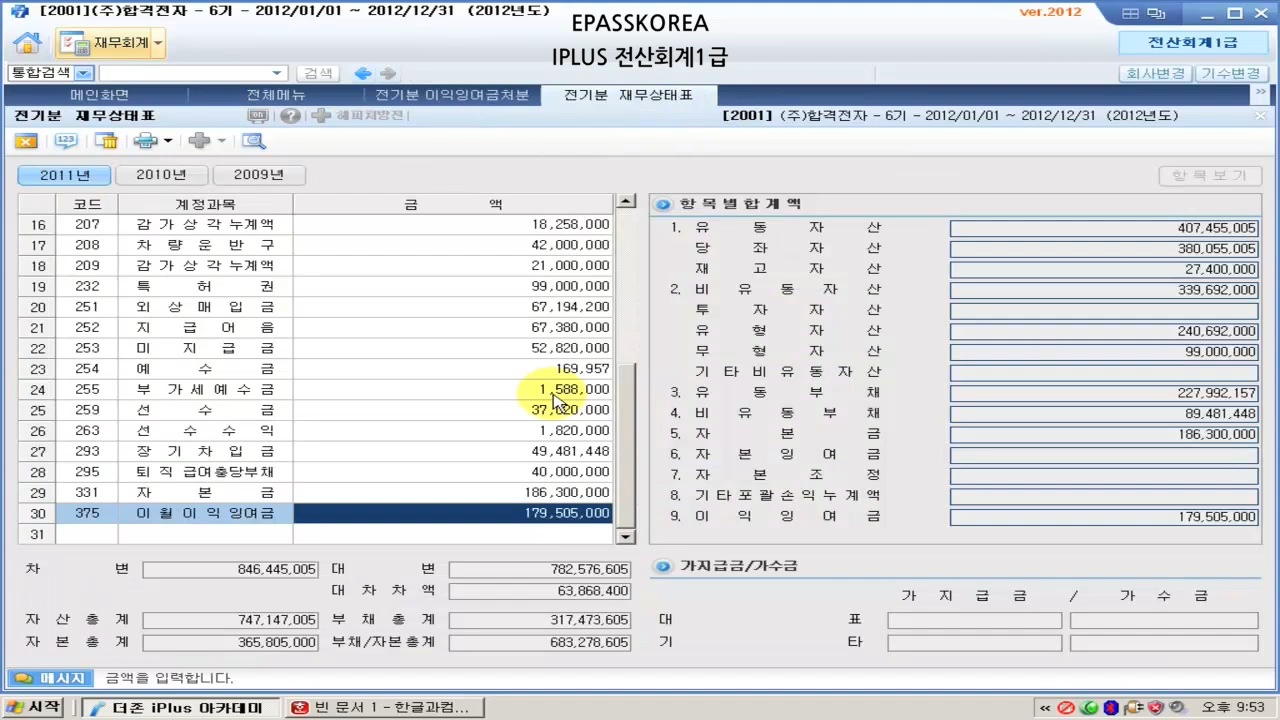 [2001](주)합격전자 - 6기 - 2012/01/01 ~ 2012/12/31 (2012년도)
ver.2012
EPASSKOREA
IPLUS 전산회계1급
재무회계
전산회계1급
통합검색
검색
회사변경
기수변경
메인화면
전체메뉴
전기분 이익잉여금처분
전기분 재무상태표
전기분 재무상태표
해피치방전
[2001] (주)합격전자 - 6기 - 2012/01/01 ~ 2012/12/31 (2012년도)
2011년 2010년 2009년
항목보기
코드 계정과목 금 액
16 207 감가상각누계액 18,258,000
17 208 차량운반구 42,000,000
18 209 감가상각누계액 21,000,000
19 232 특허권 99,000,000
20 251 외상매입금 67,194,200
21 252 지급어음 67,380,000
22 253 미지급금 52,820,000
23 254 예수금 169,957
24 255 부가세예수금 1,588,000
25 259 선수금 37,020,000
26 263 선수수익 1,820,000
27 293 장기차입금 49,481,448
28 295 퇴직급여충당부채 40,000,000
29 331 자본금 186,300,000
30 375 이월이익잉여금 179,505,000
31
항목별합계액
1. 유동자산 407,455,005
당좌자산 380,055,005
재고자산 27,400,000
2. 비유동자산 339,692,000
투자자산
유형자산 240,692,000
무형자산 99,000,000
기타비유동자산
3. 유동부채 227,992,157
4. 비유동부채 89,481,448
5. 자본금 186,300,000
6. 자본잉여금
7. 자본조정
8. 기타포괄손익누계액
9. 이익잉여금 179,505,000
차변 846,445,005 대변 782,576,605
대차차액 63,868,400
자산총계 747,147,005 부채총계 317,473,605
자본총계 365,805,000 부채/자본총계 683,278,605
가지급금/가수금
가지급금 / 가수금
대표
기타
메시지 금액을 입력합니다.
시작
더존 iPlus 아카데미
빈 문서 1 - 한글과컴...
오후 9:53